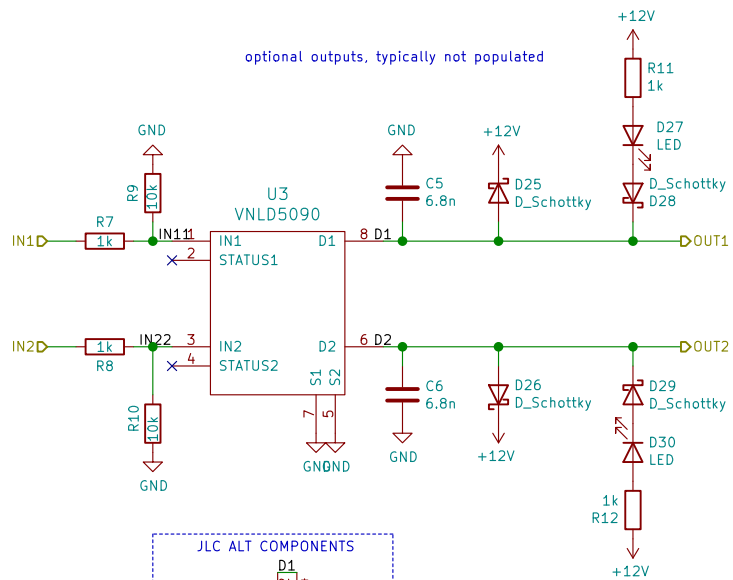 +12V
optional outputs, typically not populated
R11
1k
D27
LED
GND
GND
+12V
R9
10k
U3
VNLD5090
C5
6.8n
D25
D_Schottky
D_Schottky
D28
R7
1k
IN1
IN11
1
IN1
D1
8
D1
OUT1
2
STATUS1
IN2
1k
R8
IN22
3
IN2
D2
6
D2
OUT2
4
STATUS2
S1
S2
7
5
R10
10k
C6
6.8n
D26
D_Schottky
D29
D_Schottky
D30
LED
GND
GND
GND
+12V
GND
1k
R12
JLC ALT COMPONENTS
D1
+12V